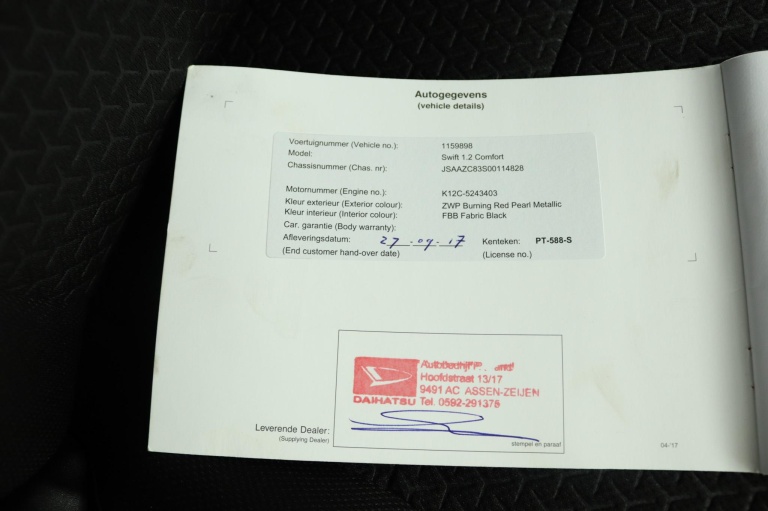 Autogegevens
(vehicle details)
Voertuignummer (Vehicle no.): 1159898
Model: Swift 1.2 Comfort
Chassisnummer (Chas. nr): JSAAZC83S00114828
Motornummer (Engine no.): K12C-5243403
Kleur exterieur (Exterior colour): ZWP Burning Red Pearl Metallic
Kleur interieur (Interior colour): FBB Fabric Black
Car. garantie (Body warranty):
Afleveringsdatum: 27-07-17 Kenteken: PT-588-S
(End customer hand-over date) (License no.)
Autobedrijf
Hoofdstraat 13/17
9491 AC ASSEN-ZEIJEN
DAIHATSU Tel. 0592-291375
Leverende Dealer:
(Supplying Dealer)
stempel en paraaf
04/17